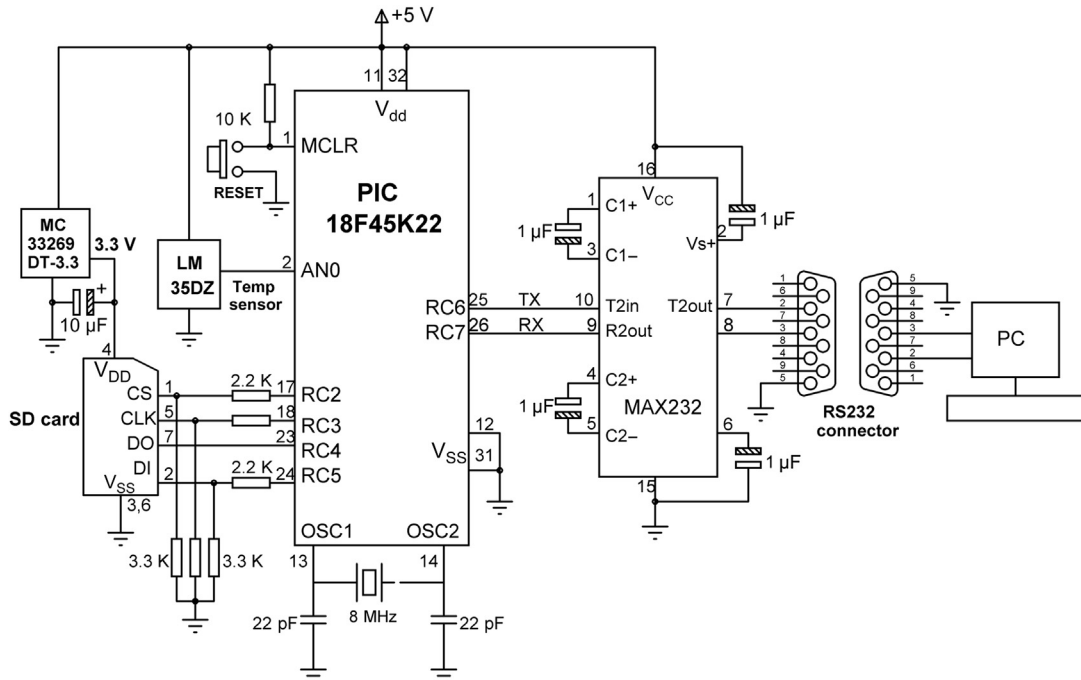 +5 V
11 32
Vdd
10 K
1 MCLR
RESET
PIC
18F45K22
MC
33269
DT-3.3
3.3 V
+
10 µF
LM
35DZ
Temp
sensor
2 AN0
RC6 25 TX
RC7 26 RX
4
VDD
SD card
CS 1 2.2 K 17 RC2
CLK 5 18 RC3
DO 7 23 RC4
DI 2 2.2 K 24 RC5
VSS
3,6
3.3 K 3.3 K
12
VSS 31
OSC1 OSC2
13 14
22 pF 8 MHz 22 pF
16
VCC
1 C1+
1 µF
3 C1–
Vs+ 2
1 µF
10 T2in T2out 7
9 R2out 8
4 C2+
1 µF
5 C2–
MAX232
6
1 µF
15
1
6
2
7
3
8
4
9
5
5
9
4
8
3
7
2
6
1
RS232
connector
PC